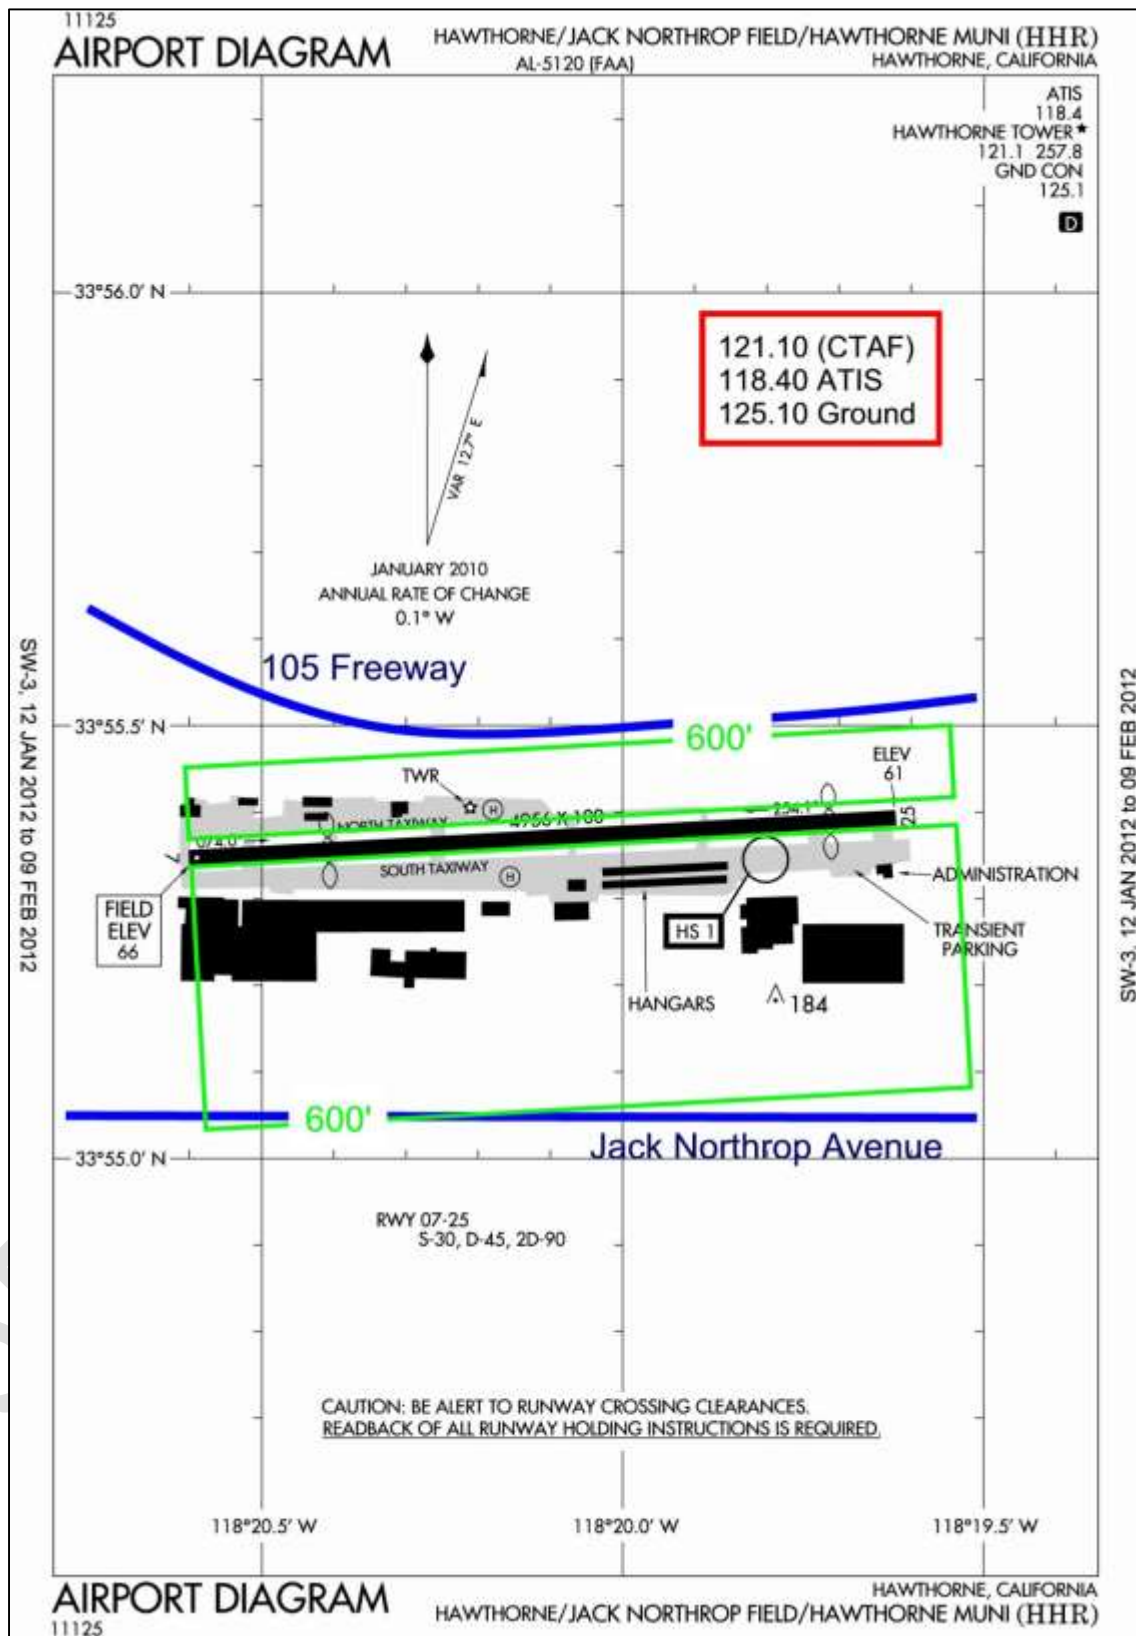 11125
AIRPORT DIAGRAM
HAWTHORNE/JACK NORTHROP FIELD/HAWTHORNE MUNI (HHR)
AL-5120 (FAA)
HAWTHORNE, CALIFORNIA
ATIS
118.4
HAWTHORNE TOWER★
121.1 257.8
GND CON
125.1
D
33°56.0' N
121.10 (CTAF)
118.40 ATIS
125.10 Ground
VAR 12.7° E
JANUARY 2010
ANNUAL RATE OF CHANGE
0.1° W
105 Freeway
SW-3, 12 JAN 2012 to 09 FEB 2012
SW-3, 12 JAN 2012 to 09 FEB 2012
33°55.5' N
600'
ELEV
61
TWR
H
NORTH TAXIWAY
4956 X 100
254.1°
074.0°
25
7
SOUTH TAXIWAY
H
ADMINISTRATION
FIELD
ELEV
66
HS 1
TRANSIENT
PARKING
HANGARS
184
600'
Jack Northrop Avenue
33°55.0' N
RWY 07-25
S-30, D-45, 2D-90
CAUTION: BE ALERT TO RUNWAY CROSSING CLEARANCES.
READBACK OF ALL RUNWAY HOLDING INSTRUCTIONS IS REQUIRED.
118°20.5' W
118°20.0' W
118°19.5' W
AIRPORT DIAGRAM
11125
HAWTHORNE, CALIFORNIA
HAWTHORNE/JACK NORTHROP FIELD/HAWTHORNE MUNI (HHR)